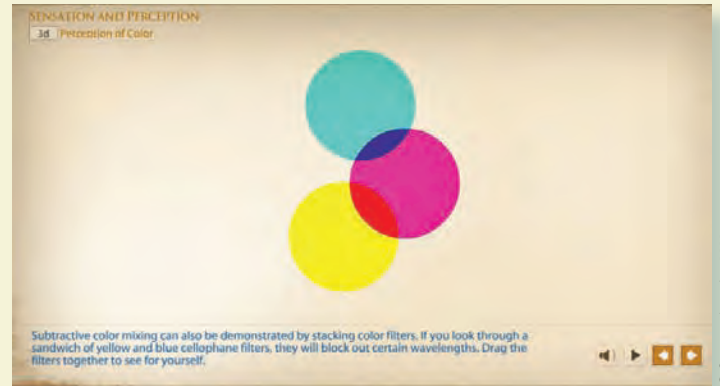 SENSATION AND PERCEPTION
3d Perception of Color
Subtractive color mixing can also be demonstrated by stacking color filters. If you look through a
sandwich of yellow and blue cellophane filters, they will block out certain wavelengths. Drag the
filters together to see for yourself.